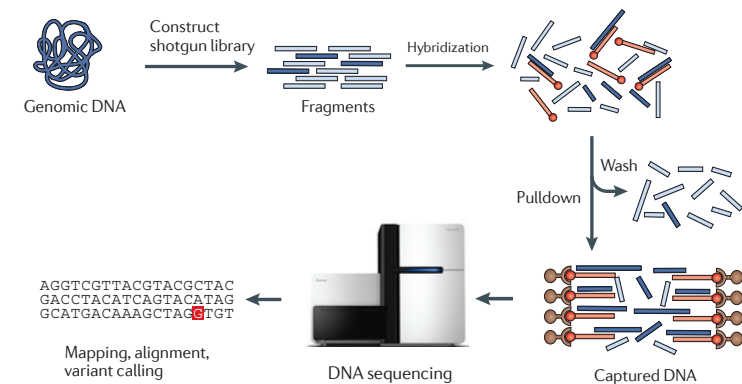 Construct
shotgun library
Hybridization
Genomic DNA
Fragments
Wash
Pulldown
AGGTCGTTACGTACGCTAC
GACCTACATCAGTACATAG
GCATGACAAAGCTAGGTGT
Mapping, alignment,
variant calling
DNA sequencing
Captured DNA